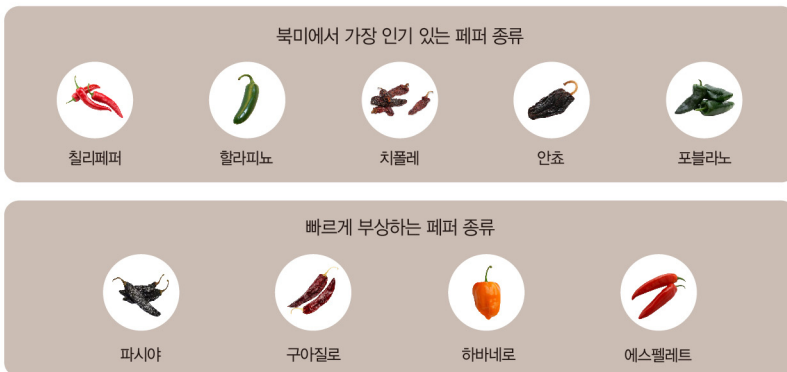 북미에서 가장 인기 있는 페퍼 종류
칠리페퍼 할라피뇨 치폴레 안쵸 포블라노
빠르게 부상하는 페퍼 종류
파시야 구아질로 하바네로 에스펠레트